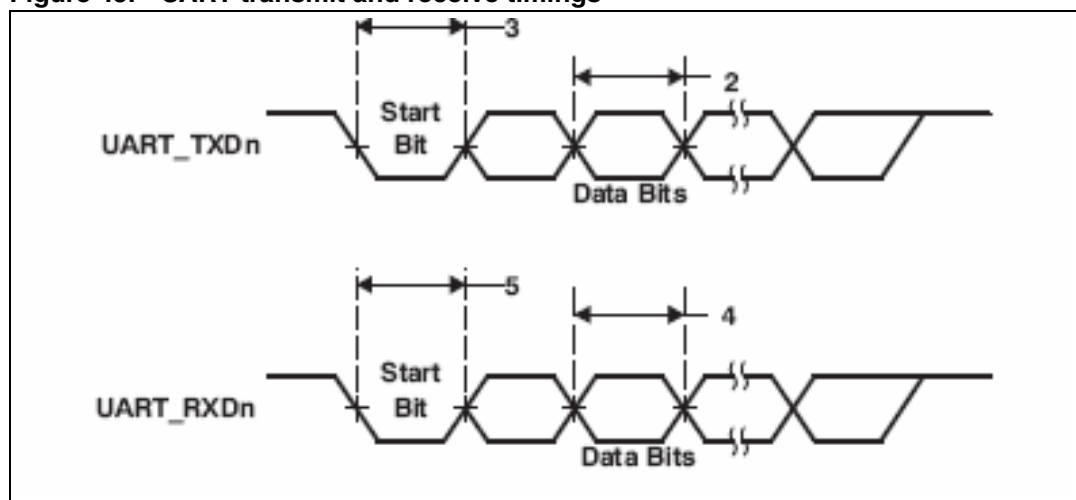 Figure 45. UART transmit and receive timings
3
2
Start
Bit
UART_TXDn
Data Bits
5
4
Start
Bit
UART_RXDn
Data Bits